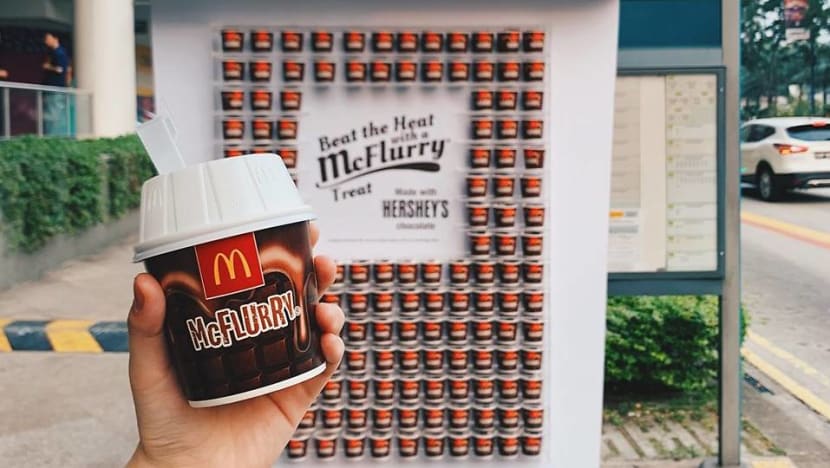 Beat the Heat
with a
McFlurry®
Treat
Made with
HERSHEY'S
chocolate
McFLURRY®